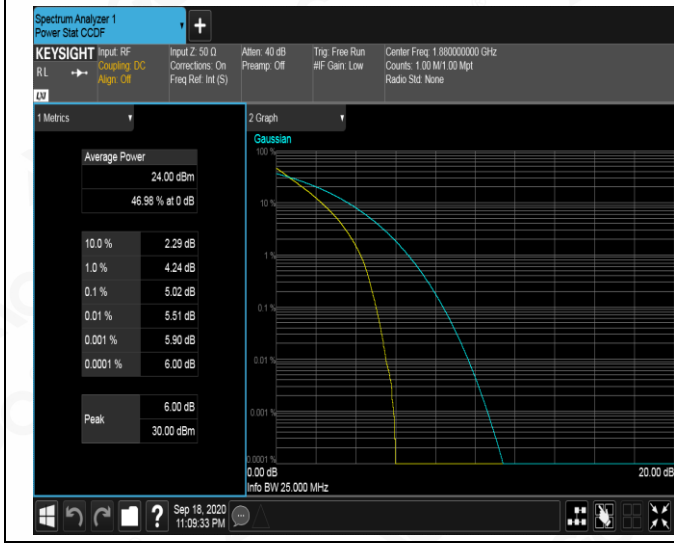 Spectrum Analyzer 1
Power Stat CCDF
+
KEYSIGHT
RL
LXI
Input: RF
Coupling: DC
Align: Off
Input Z: 50 Ω
Corrections: On
Freq Ref: Int (S)
Atten: 40 dB
Preamp: Off
Trig: Free Run
#IF Gain: Low
Center Freq: 1.880000000 GHz
Counts: 1.00 M/1.00 Mpt
Radio Std: None
1 Metrics
Average Power
24.00 dBm
46.98 % at 0 dB
10.0 % 2.29 dB
1.0 % 4.24 dB
0.1 % 5.02 dB
0.01 % 5.51 dB
0.001 % 5.90 dB
0.0001 % 6.00 dB
Peak
6.00 dB
30.00 dBm
2 Graph
Gaussian
100 %
10 %
1 %
0.1 %
0.01 %
0.001 %
0.0001 %
0.00 dB 20.00 dB
Info BW 25.000 MHz
?
Sep 18, 2020
11:09:33 PM